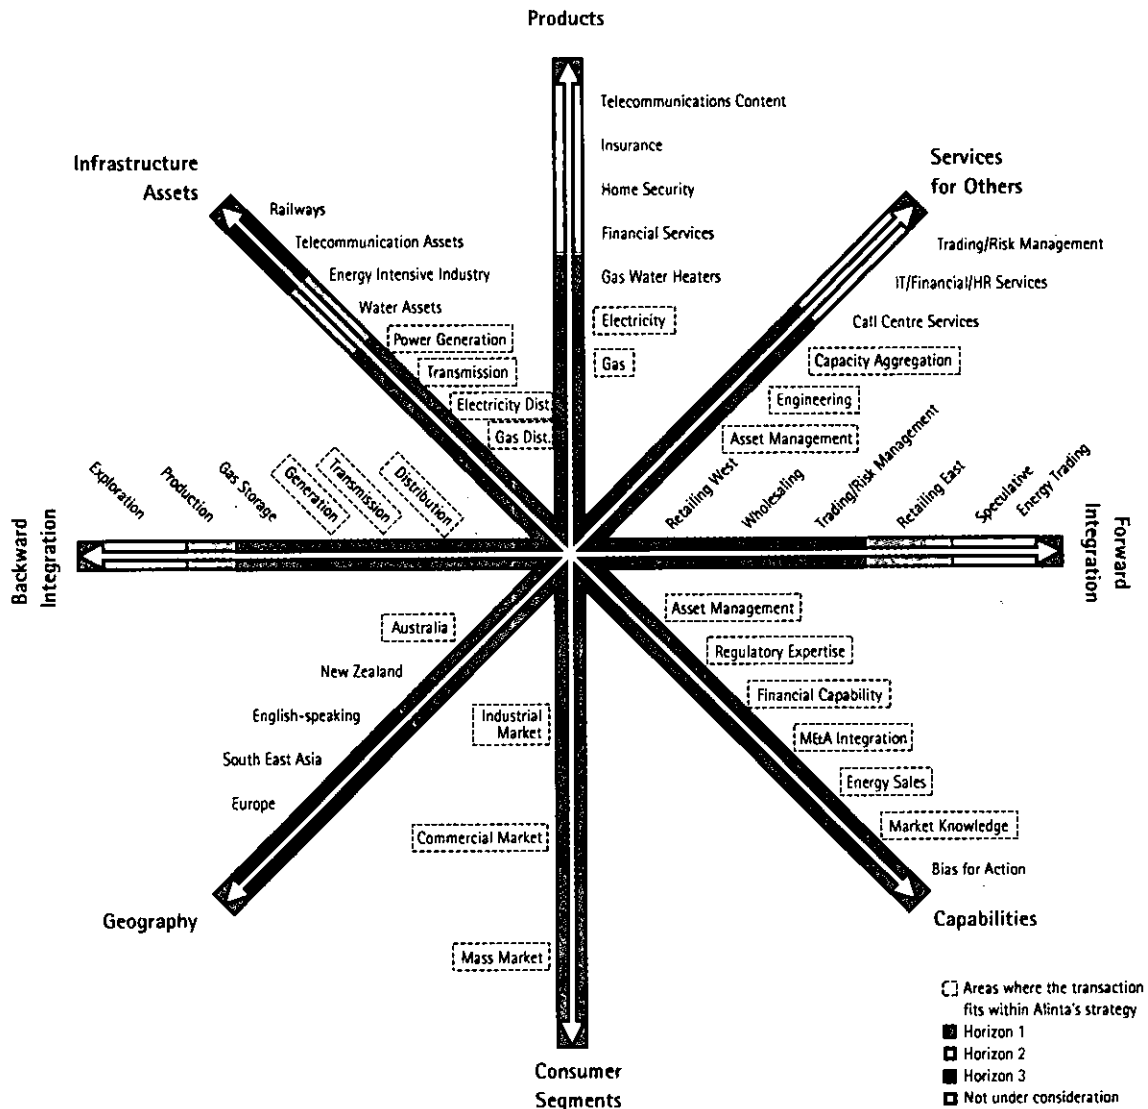 Products
Telecommunications Content
Insurance
Home Security
Financial Services
Gas Water Heaters
Electricity
Gas
Infrastructure
Assets
Railways
Telecommunication Assets
Energy Intensive Industry
Water Assets
Power Generation
Transmission
Electricity Dist.
Gas Dist.
Services
for Others
Trading/Risk Management
IT/Financial/HR Services
Call Centre Services
Capacity Aggregation
Engineering
Asset Management
Backward
Integration
Exploration
Production
Gas Storage
Generation
Transmission
Distribution
Retailing West
Wholesaling
Trading/Risk Management
Retailing East
Speculative
Energy Trading
Forward
Integration
Australia
New Zealand
English-speaking
South East Asia
Europe
Geography
Industrial
Market
Commercial Market
Mass Market
Consumer
Segments
Asset Management
Regulatory Expertise
Financial Capability
M&A Integration
Energy Sales
Market Knowledge
Bias for Action
Capabilities
Areas where the transaction
fits within Alinta's strategy
Horizon 1
Horizon 2
Horizon 3
Not under consideration